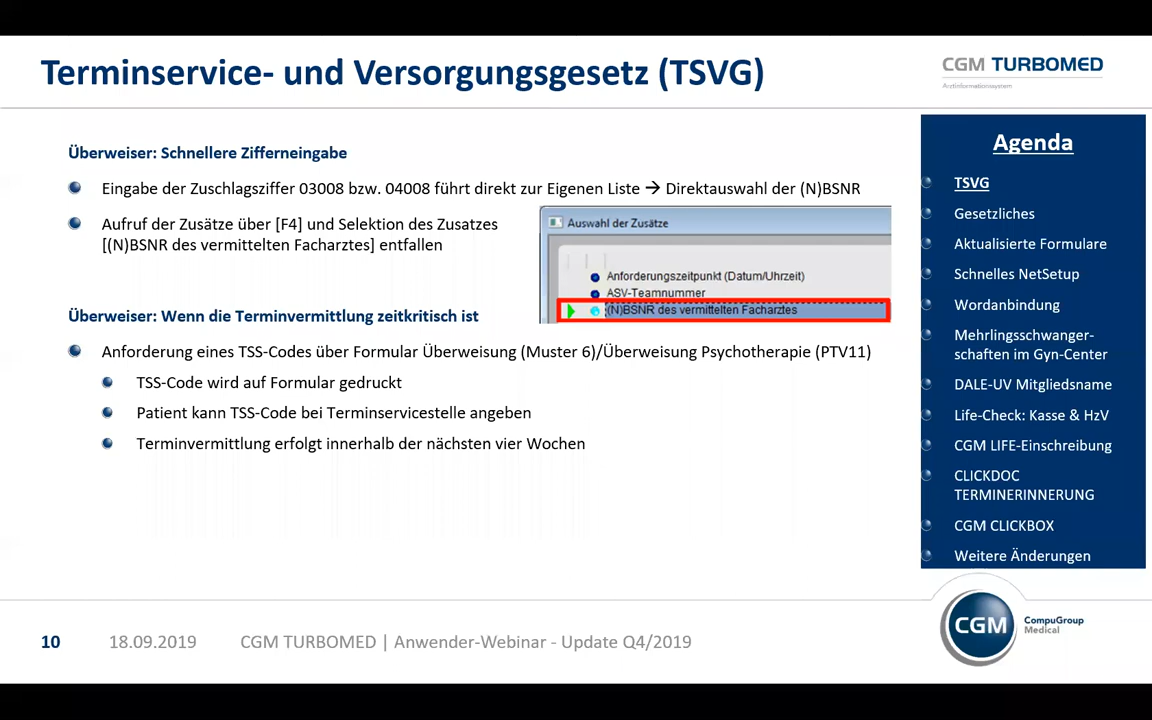 Terminservice- und Versorgungsgesetz (TSVG)
CGM TURBOMED
Arztinformationssystem
Überweiser: Schnellere Zifferneingabe
Eingabe der Zuschlagsziffer 03008 bzw. 04008 führt direkt zur Eigenen Liste → Direktauswahl der (N)BSNR
Aufruf der Zusätze über [F4] und Selektion des Zusatzes
[(N)BSNR des vermittelten Facharztes] entfallen
Auswahl der Zusätze
Anforderungszeitpunkt (Datum/Uhrzeit)
ASV-Teamnummer
(N)BSNR des vermittelten Facharztes
Überweiser: Wenn die Terminvermittlung zeitkritisch ist
Anforderung eines TSS-Codes über Formular Überweisung (Muster 6)/Überweisung Psychotherapie (PTV11)
TSS-Code wird auf Formular gedruckt
Patient kann TSS-Code bei Terminservicestelle angeben
Terminvermittlung erfolgt innerhalb der nächsten vier Wochen
Agenda
TSVG
Gesetzliches
Aktualisierte Formulare
Schnelles NetSetup
Wordanbindung
Mehrlingsschwanger-
schaften im Gyn-Center
DALE-UV Mitgliedsname
Life-Check: Kasse & HzV
CGM LIFE-Einschreibung
CLICKDOC
TERMINERINNERUNG
CGM CLICKBOX
Weitere Änderungen
10 18.09.2019 CGM TURBOMED | Anwender-Webinar - Update Q4/2019
CGM
CompuGroup
Medical